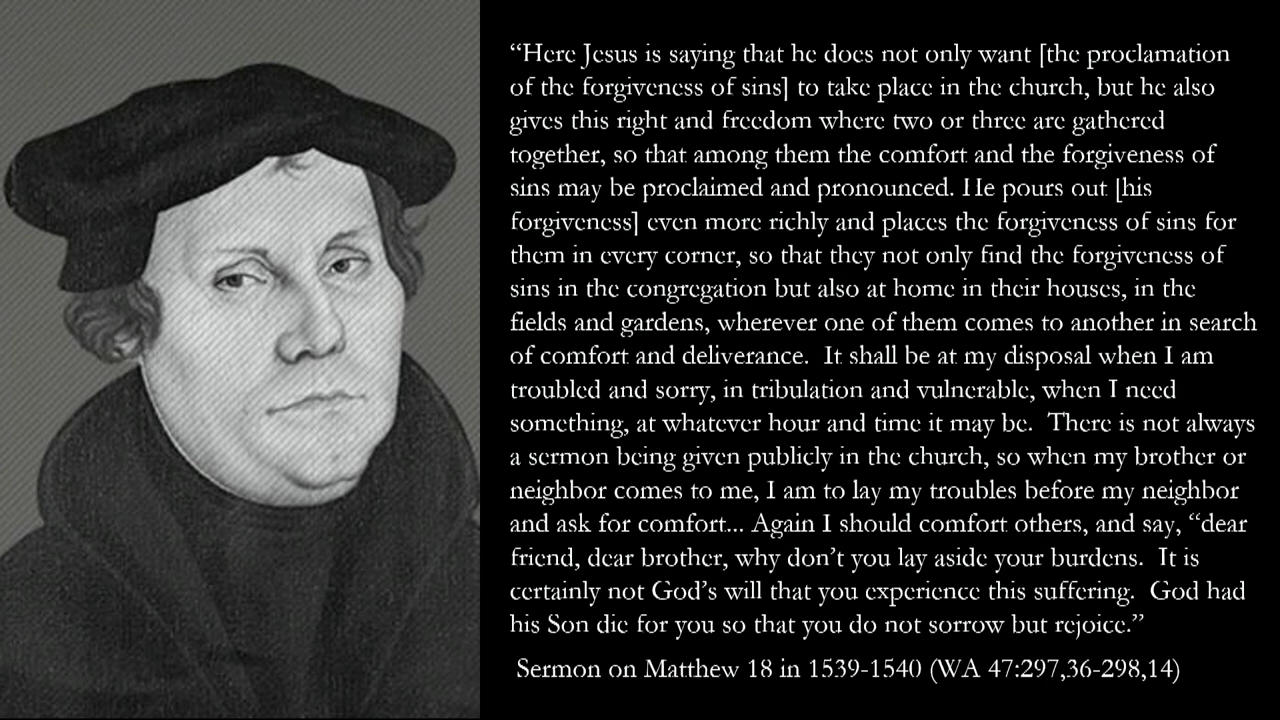 “Here Jesus is saying that he does not only want [the proclamation
of the forgiveness of sins] to take place in the church, but he also
gives this right and freedom where two or three are gathered
together, so that among them the comfort and the forgiveness of
sins may be proclaimed and pronounced. He pours out [his
forgiveness] even more richly and places the forgiveness of sins for
them in every corner, so that they not only find the forgiveness of
sins in the congregation but also at home in their houses, in the
fields and gardens, wherever one of them comes to another in search
of comfort and deliverance.  It shall be at my disposal when I am
troubled and sorry, in tribulation and vulnerable, when I need
something, at whatever hour and time it may be.  There is not always
a sermon being given publicly in the church, so when my brother or
neighbor comes to me, I am to lay my troubles before my neighbor
and ask for comfort... Again I should comfort others, and say, “dear
friend, dear brother, why don’t you lay aside your burdens.  It is
certainly not God’s will that you experience this suffering.  God had
his Son die for you so that you do not sorrow but rejoice.”
Sermon on Matthew 18 in 1539-1540 (WA 47:297,36-298,14)